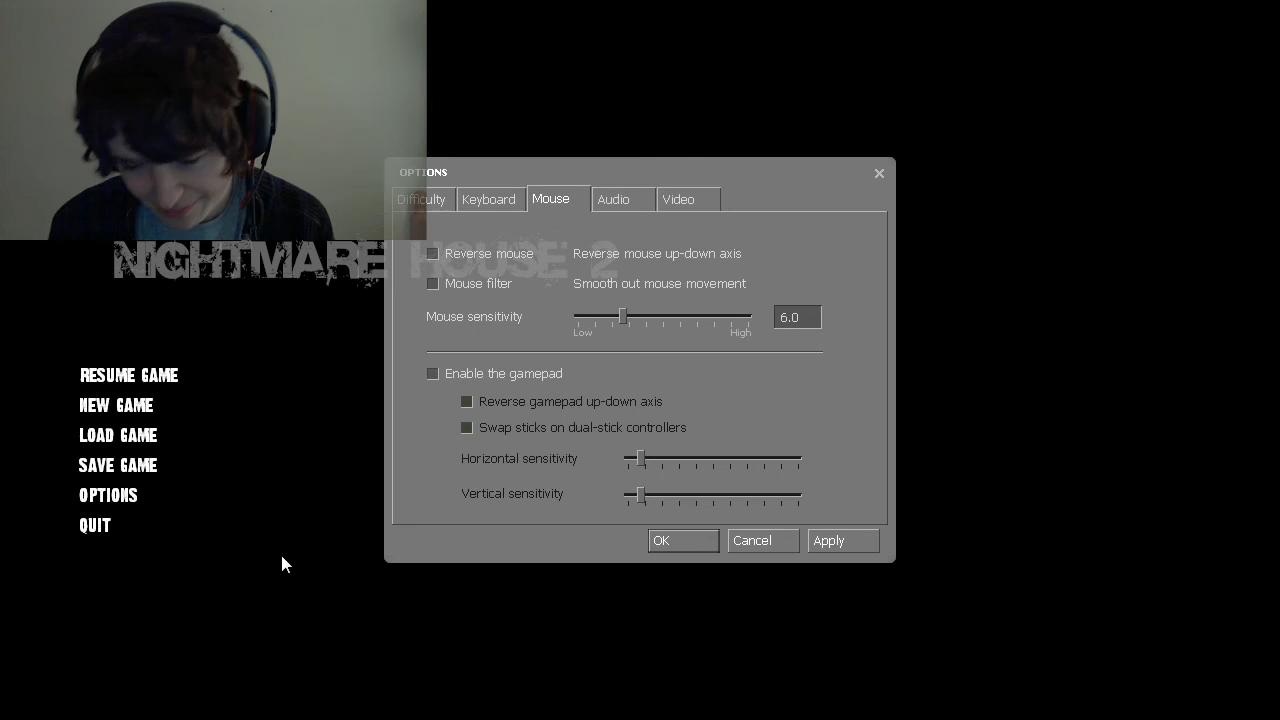 OPTIONS
Difficulty Keyboard Mouse Audio Video
NIGHTMARE HOUSE 2
Reverse mouse Reverse mouse up-down axis
Mouse filter Smooth out mouse movement
Mouse sensitivity 6.0
Low High
Enable the gamepad
Reverse gamepad up-down axis
Swap sticks on dual-stick controllers
Horizontal sensitivity
Vertical sensitivity
OK Cancel Apply
RESUME GAME
NEW GAME
LOAD GAME
SAVE GAME
OPTIONS
QUIT